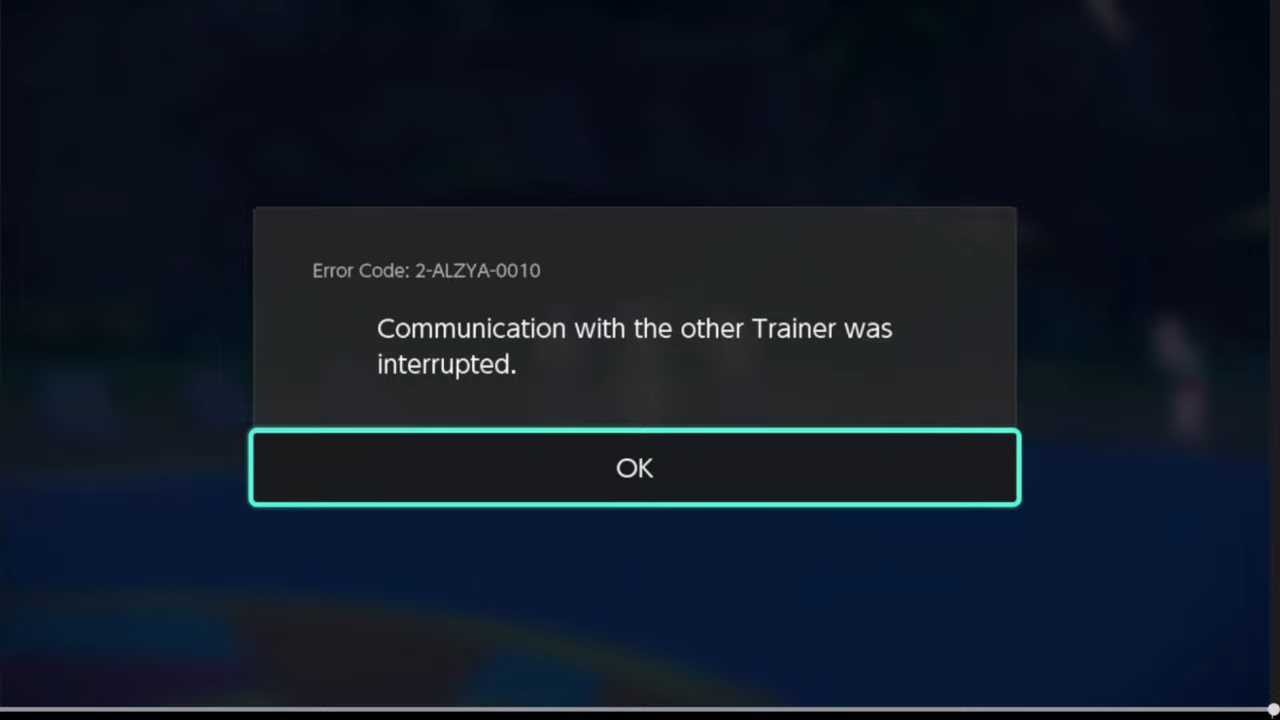 Error Code: 2-ALZYA-0010
Communication with the other Trainer was
interrupted.
OK